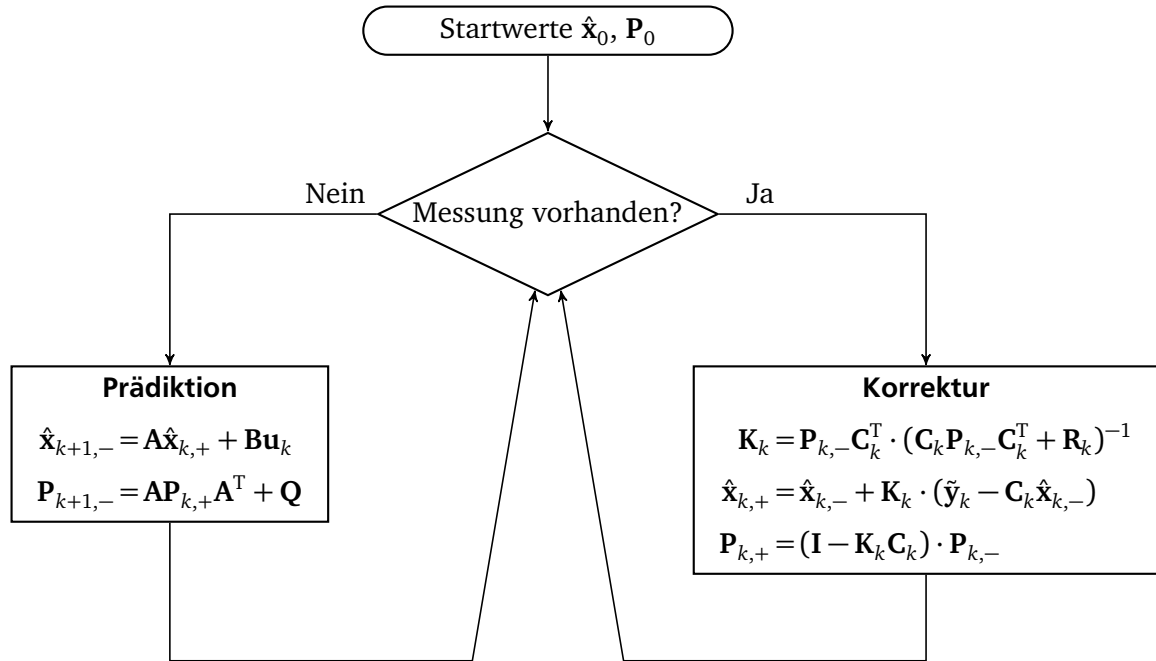 Startwerte x̂₀, P₀
Nein
Messung vorhanden?
Ja
Prädiktion
x̂ₖ₊₁,₋ = Ax̂ₖ,₊ + Buₖ
Pₖ₊₁,₋ = APₖ,₊Aᵀ + Q
Korrektur
Kₖ = Pₖ,₋Cₖᵀ · (CₖPₖ,₋Cₖᵀ + Rₖ)⁻¹
x̂ₖ,₊ = x̂ₖ,₋ + Kₖ · (ỹₖ − Cₖx̂ₖ,₋)
Pₖ,₊ = (I − KₖCₖ) · Pₖ,₋